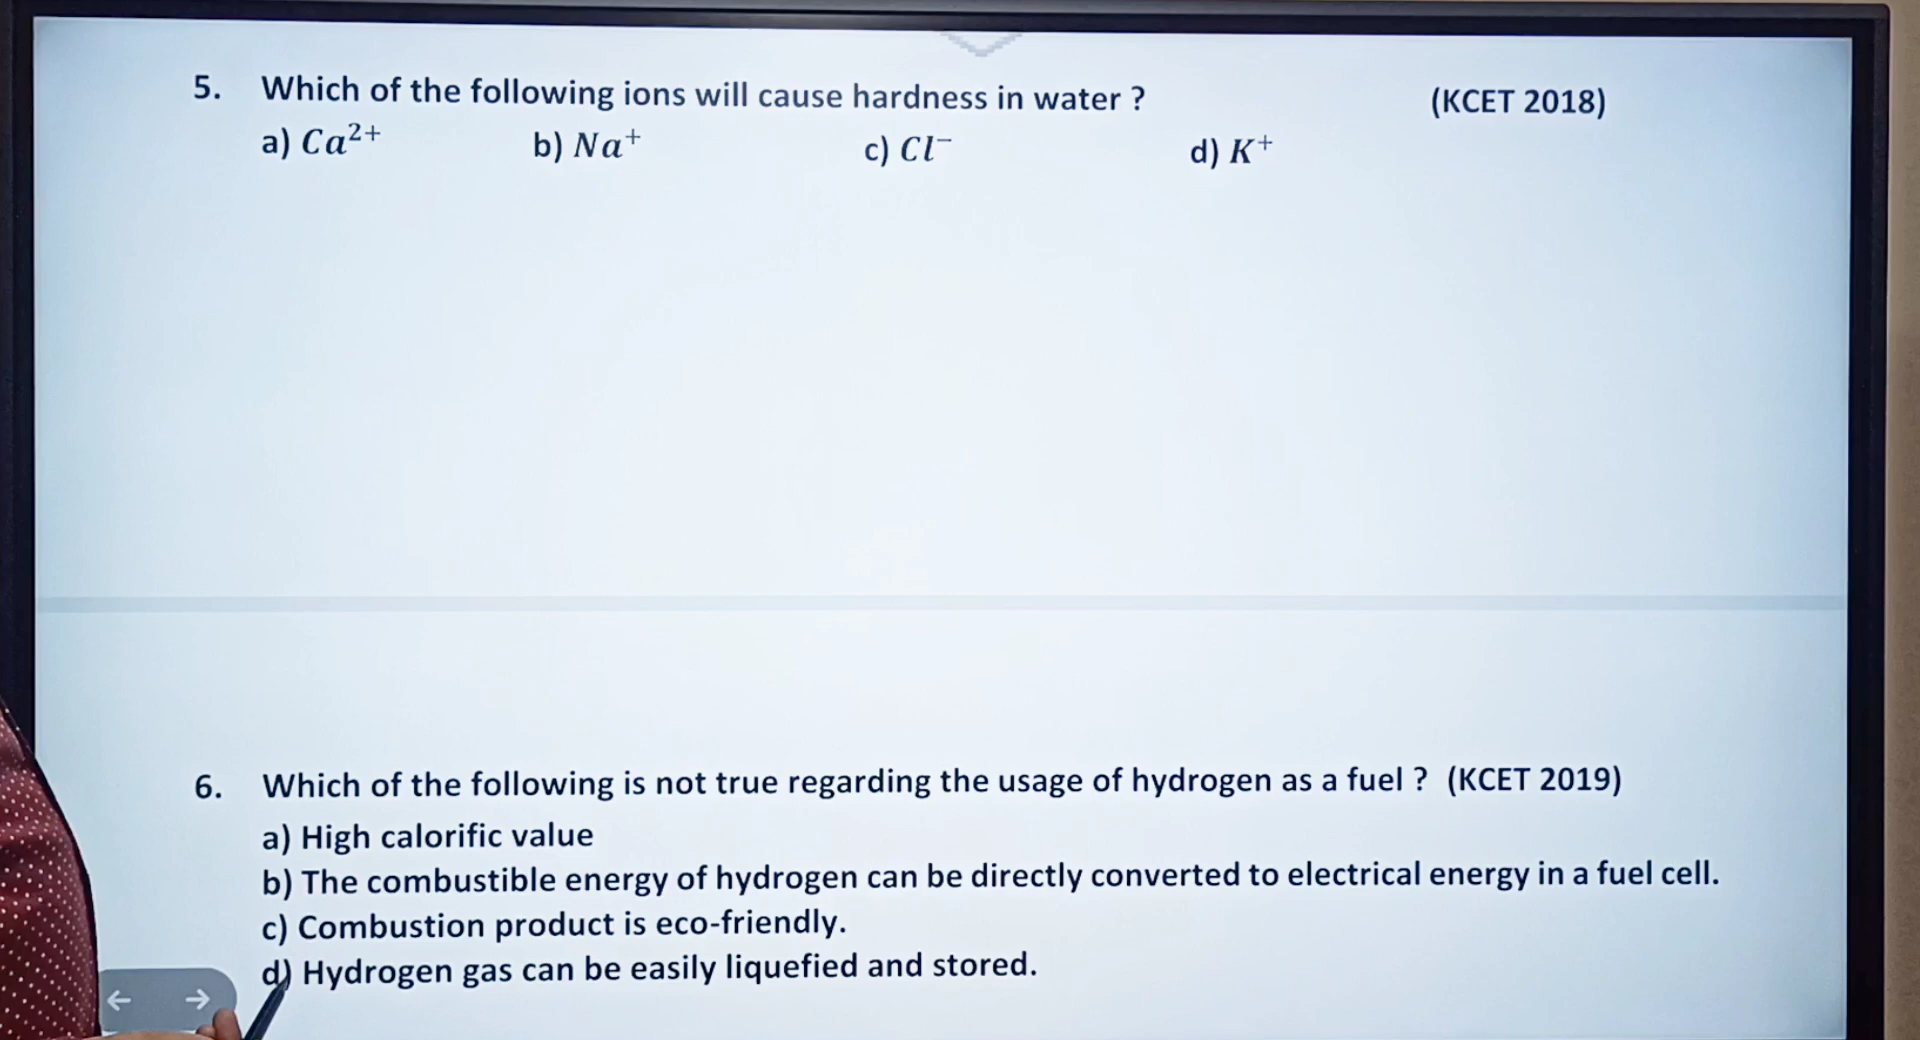 5. Which of the following ions will cause hardness in water ? (KCET 2018)
a) Ca²⁺ b) Na⁺ c) Cl⁻ d) K⁺
6. Which of the following is not true regarding the usage of hydrogen as a fuel ? (KCET 2019)
a) High calorific value
b) The combustible energy of hydrogen can be directly converted to electrical energy in a fuel cell.
c) Combustion product is eco-friendly.
d) Hydrogen gas can be easily liquefied and stored.